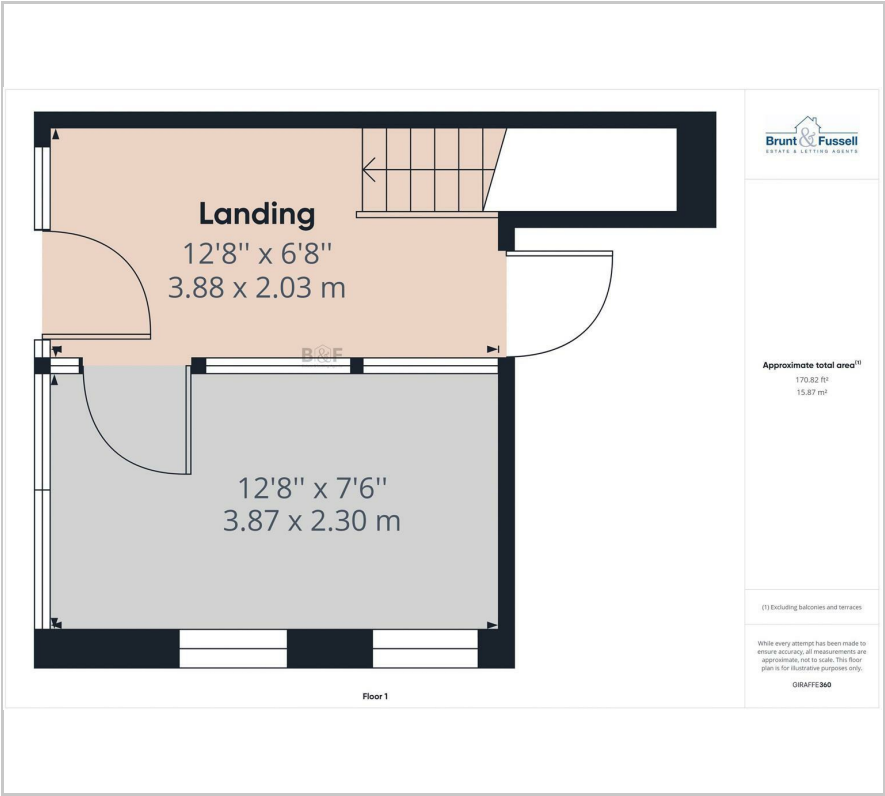 Landing
12'8'' x 6'8''
3.88 x 2.03 m
B&F
12'8'' x 7'6''
3.87 x 2.30 m
Floor 1
Brunt & Fussell
ESTATE & LETTING AGENTS
Approximate total area(1)
170.82 ft²
15.87 m²
(1) Excluding balconies and terraces
While every attempt has been made to
ensure accuracy, all measurements are
approximate, not to scale. This floor
plan is for illustrative purposes only.
GIRAFFE360